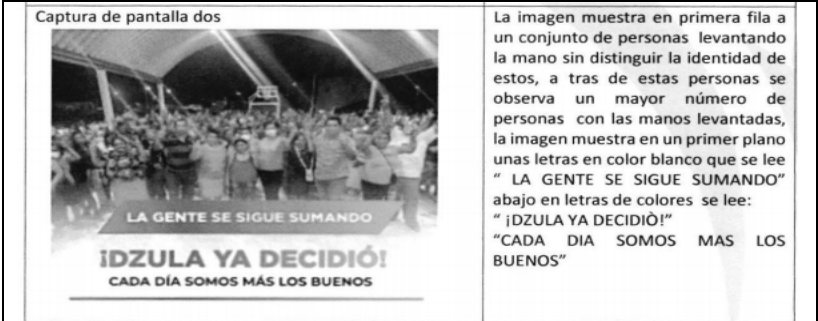 Captura de pantalla dos
LA GENTE SE SIGUE SUMANDO
¡DZULA YA DECIDIÓ!
CADA DÍA SOMOS MÁS LOS BUENOS
La imagen muestra en primera fila a
un conjunto de personas levantando
la mano sin distinguir la identidad de
estos, a tras de estas personas se
observa un mayor número de
personas con las manos levantadas,
la imagen muestra en un primer plano
unas letras en color blanco que se lee
“ LA GENTE SE SIGUE SUMANDO”
abajo en letras de colores se lee:
“ ¡DZULA YA DECIDIÒ!”
“CADA DIA SOMOS MAS LOS
BUENOS”